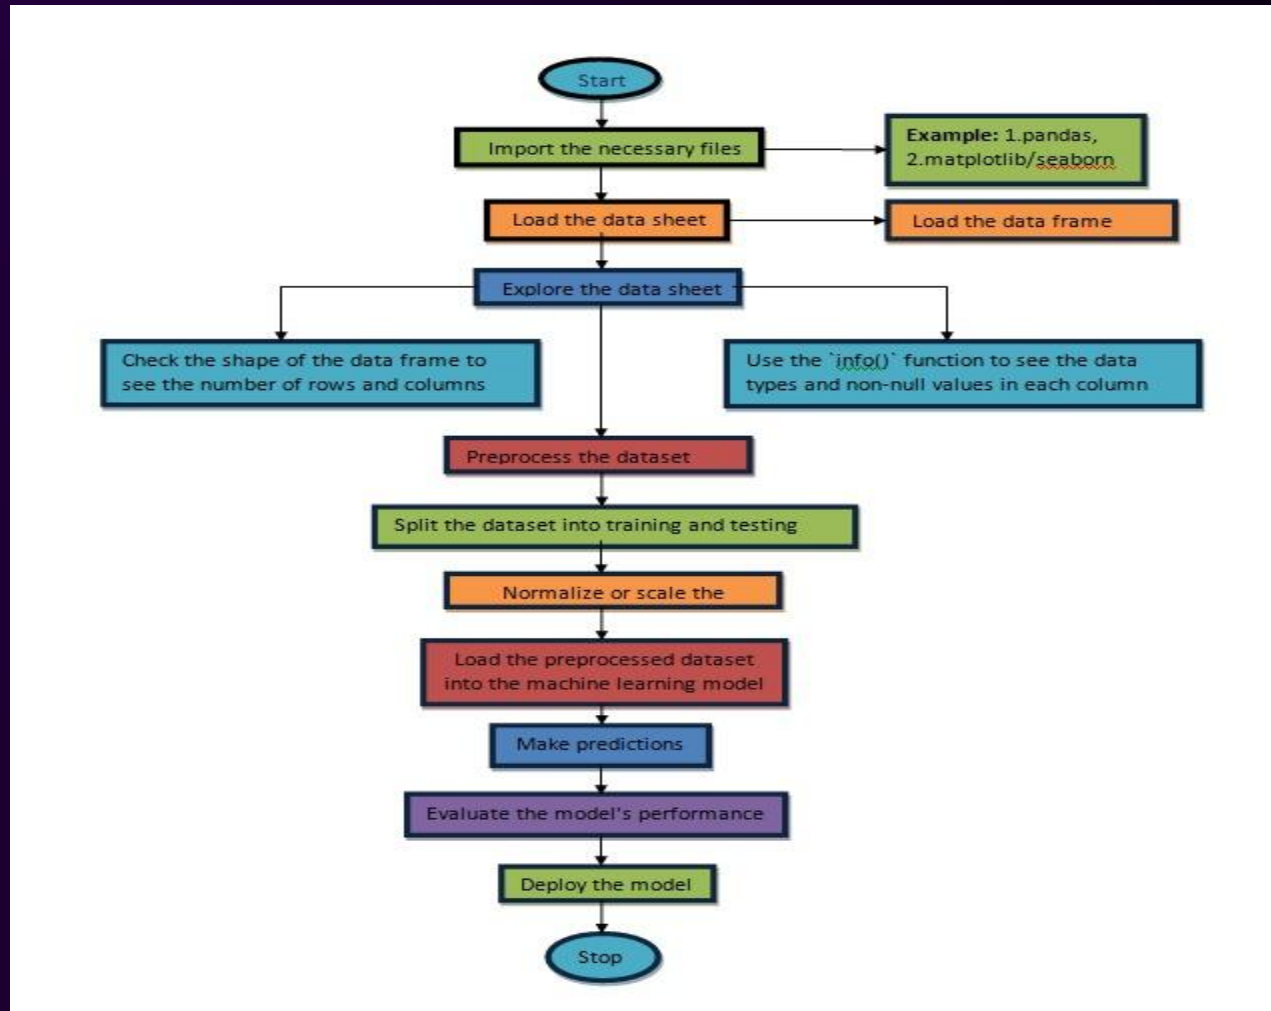 Start
Import the necessary files
Example: 1.pandas,
2.matplotlib/seaborn
Load the data sheet
Load the data frame
Explore the data sheet
Check the shape of the data frame to
see the number of rows and columns
Use the `info()` function to see the data
types and non-null values in each column
Preprocess the dataset
Split the dataset into training and testing
Normalize or scale the
Load the preprocessed dataset
into the machine learning model
Make predictions
Evaluate the model's performance
Deploy the model
Stop